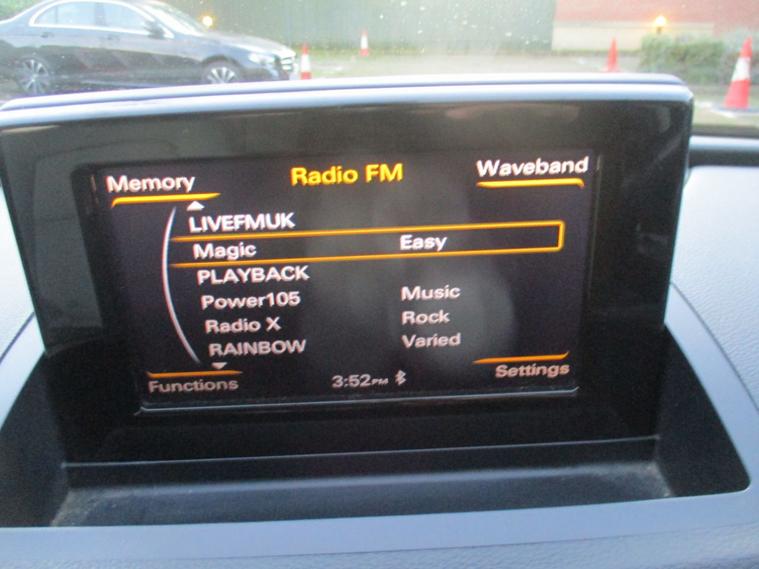 Memory Radio FM Waveband
LIVEFMUK
Magic Easy
PLAYBACK
Power105 Music
Radio X Rock
RAINBOW Varied
Functions 3:52PM Settings